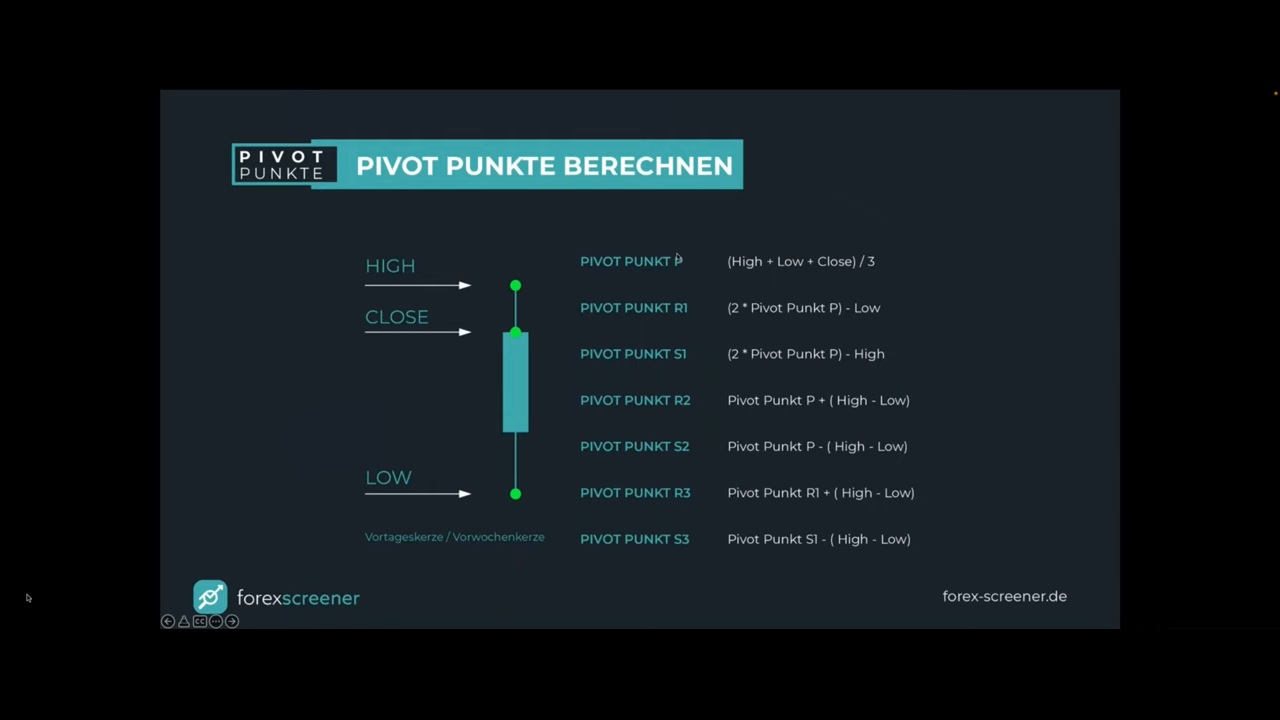 PIVOT
PUNKTE
PIVOT PUNKTE BERECHNEN
HIGH
CLOSE
LOW
Vortageskerze / Vorwochenkerze
PIVOT PUNKT P (High + Low + Close) / 3
PIVOT PUNKT R1 (2 * Pivot Punkt P) - Low
PIVOT PUNKT S1 (2 * Pivot Punkt P) - High
PIVOT PUNKT R2 Pivot Punkt P + ( High - Low)
PIVOT PUNKT S2 Pivot Punkt P - ( High - Low)
PIVOT PUNKT R3 Pivot Punkt R1 + ( High - Low)
PIVOT PUNKT S3 Pivot Punkt S1 - ( High - Low)
forexscreener
forex-screener.de
CC